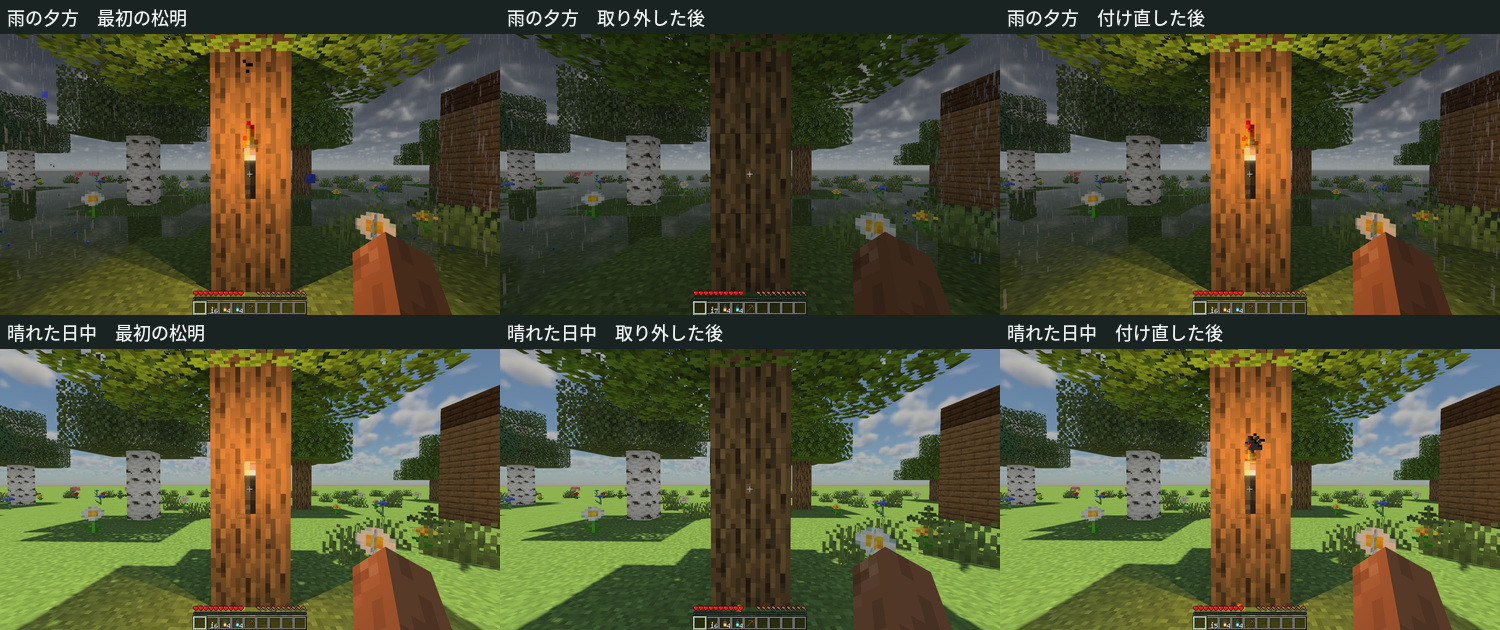 雨の夕方　最初の松明
雨の夕方　取り外した後
雨の夕方　付け直した後
晴れた日中　最初の松明
晴れた日中　取り外した後
晴れた日中　付け直した後